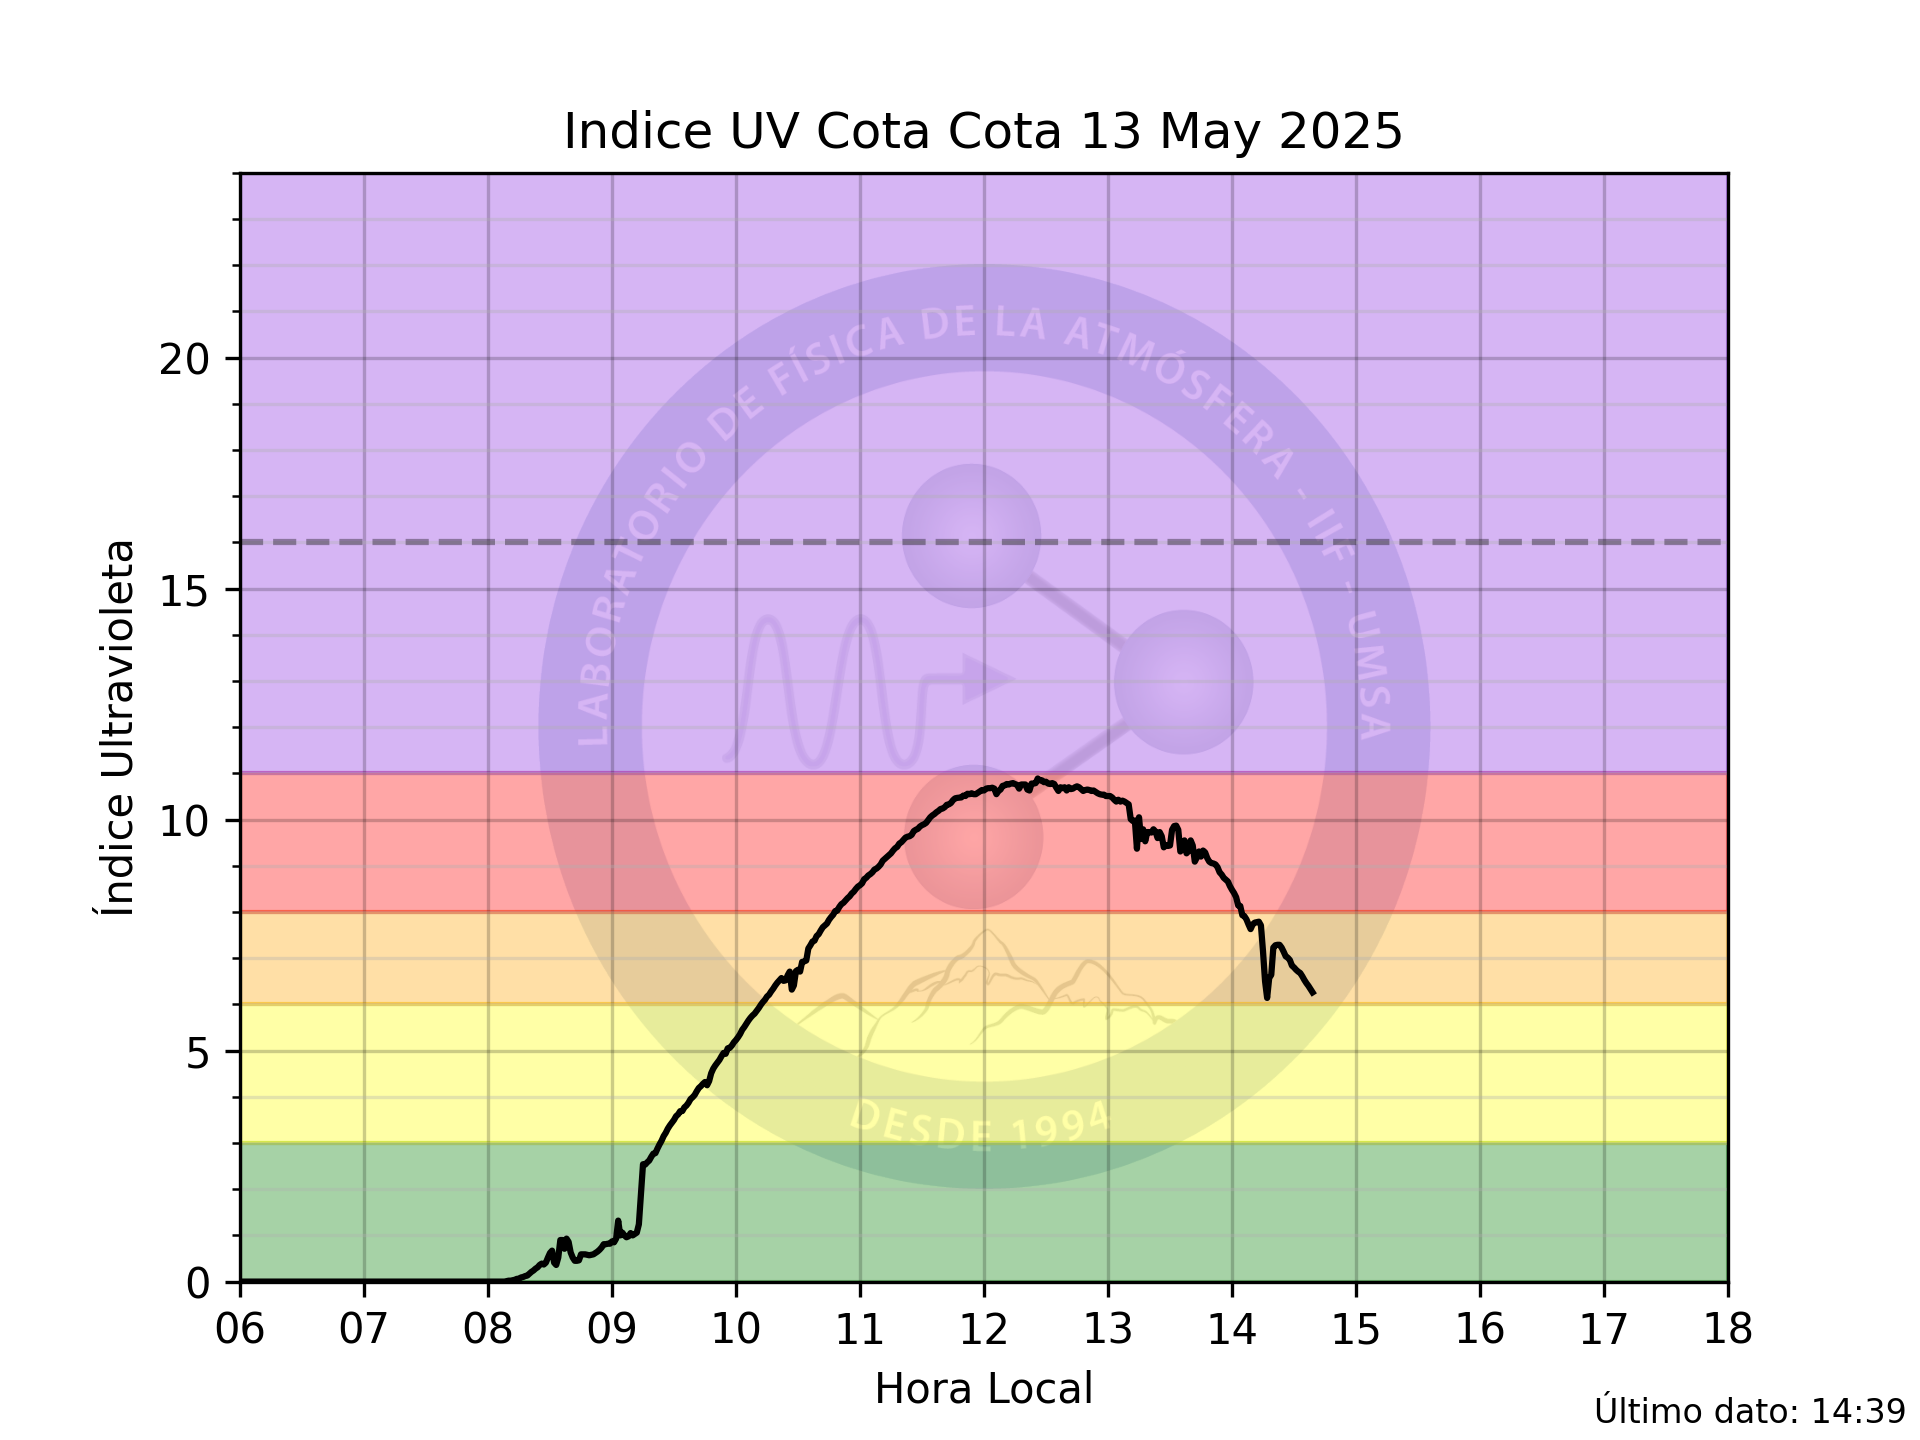 Indice UV Cota Cota 13 May 2025
Índice Ultravioleta
20
15
10
5
0
LABORATORIO DE FÍSICA DE LA ATMÓSFERA - IIF - UMSA
DESDE 1994
06 07 08 09 10 11 12 13 14 15 16 17 18
Hora Local
Último dato: 14:39